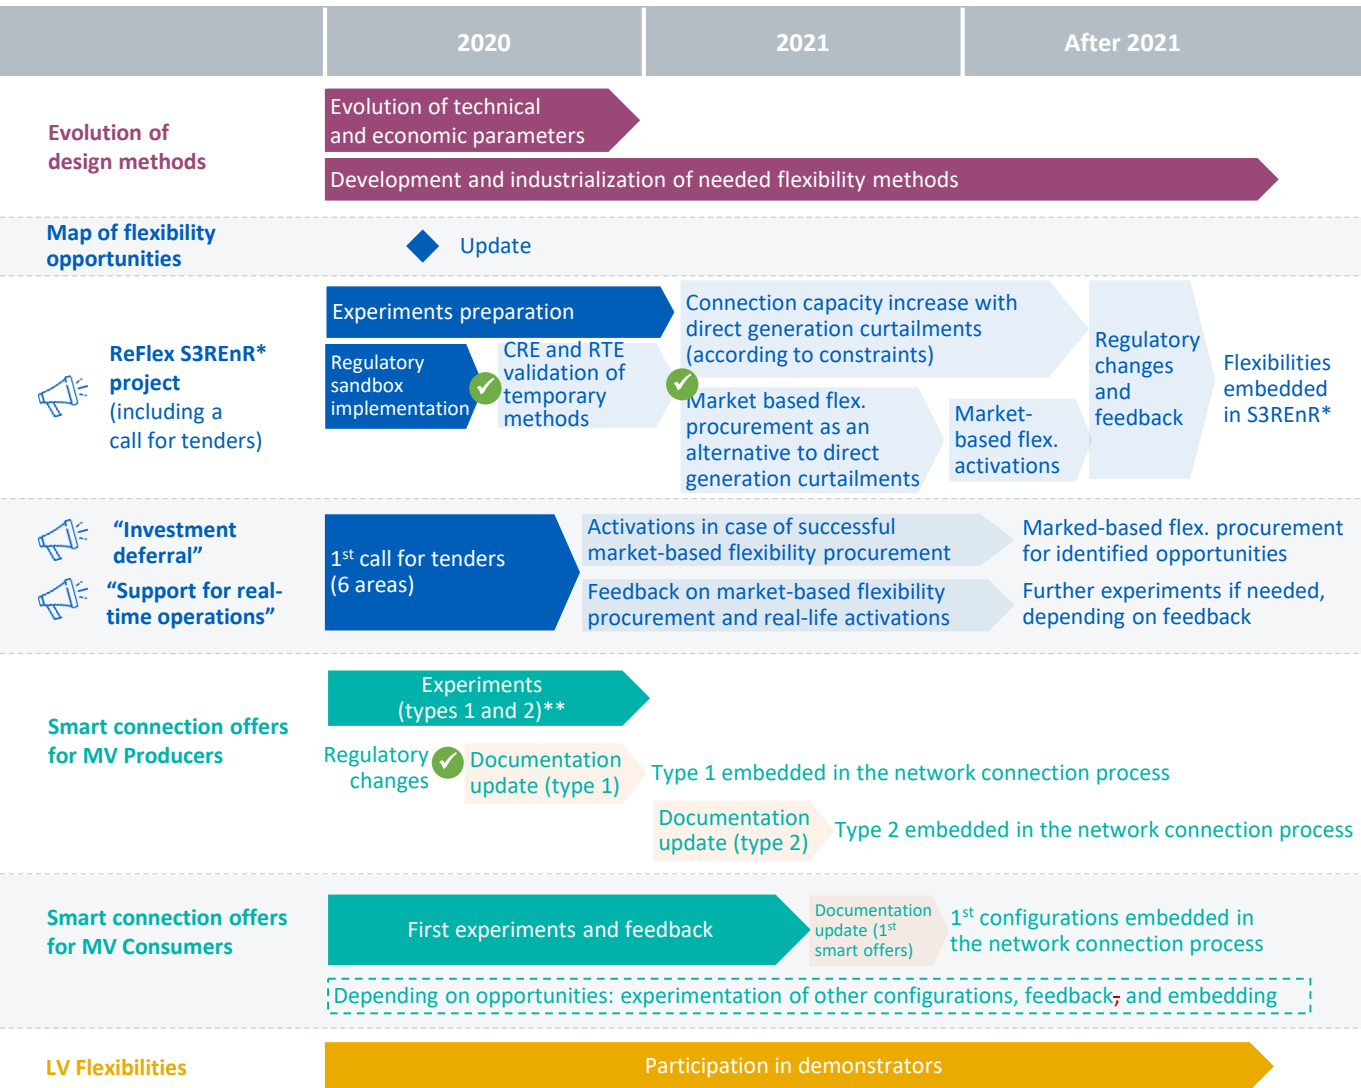 2020
2021
After 2021
Evolution of
design methods
Evolution of technical
and economic parameters
Development and industrialization of needed flexibility methods
Map of flexibility
opportunities
Update
ReFlex S3REnR*
project
(including a
call for tenders)
Experiments preparation
Regulatory
sandbox
implementation
CRE and RTE
validation of
temporary
methods
Connection capacity increase with
direct generation curtailments
(according to constraints)
Market based flex.
procurement as an
alternative to direct
generation curtailments
Market-
based flex.
activations
Regulatory
changes
and
feedback
Flexibilities
embedded
in S3REnR*
“Investment
deferral”
“Support for real-
time operations”
1st call for tenders
(6 areas)
Activations in case of successful
market-based flexibility procurement
Feedback on market-based flexibility
procurement and real-life activations
Marked-based flex. procurement
for identified opportunities
Further experiments if needed,
depending on feedback
Smart connection offers
for MV Producers
Experiments
(types 1 and 2)**
Regulatory
changes
Documentation
update (type 1)
Type 1 embedded in the network connection process
Documentation
update (type 2)
Type 2 embedded in the network connection process
Smart connection offers
for MV Consumers
First experiments and feedback
Documentation
update (1st
smart offers)
1st configurations embedded in
the network connection process
Depending on opportunities: experimentation of other configurations, feedback, and embedding
LV Flexibilities
Participation in demonstrators